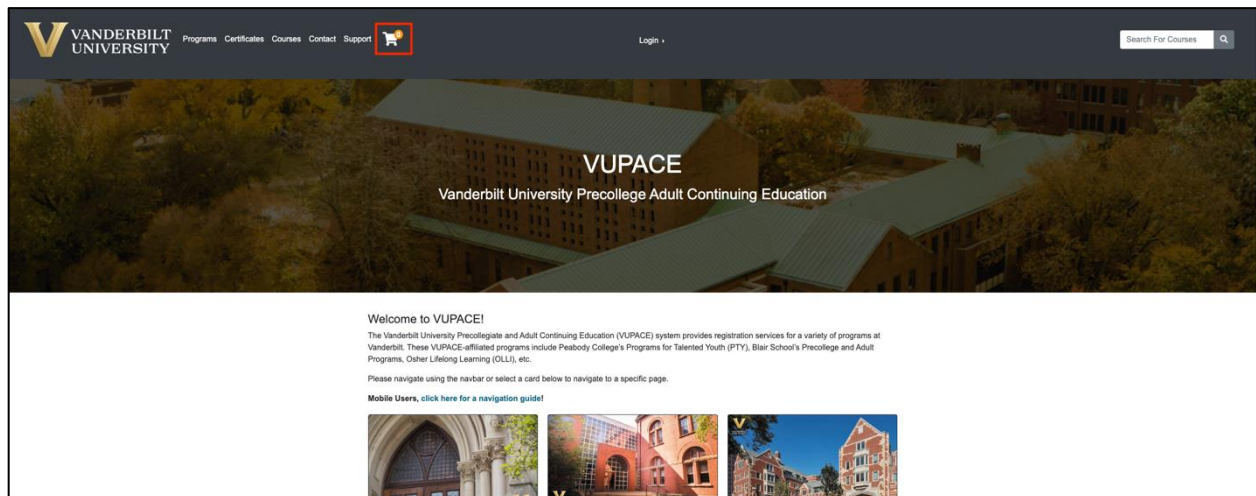 VANDERBILT
UNIVERSITY
Programs Certificates Courses Contact Support
0
Login ›
Search For Courses
VUPACE
Vanderbilt University Precollege Adult Continuing Education
Welcome to VUPACE!
The Vanderbilt University Precollegiate and Adult Continuing Education (VUPACE) system provides registration services for a variety of programs at
Vanderbilt. These VUPACE-affiliated programs include Peabody College's Programs for Talented Youth (PTY), Blair School's Precollege and Adult
Programs, Osher Lifelong Learning (OLLI), etc.
Please navigate using the navbar or select a card below to navigate to a specific page.
Mobile Users, click here for a navigation guide!